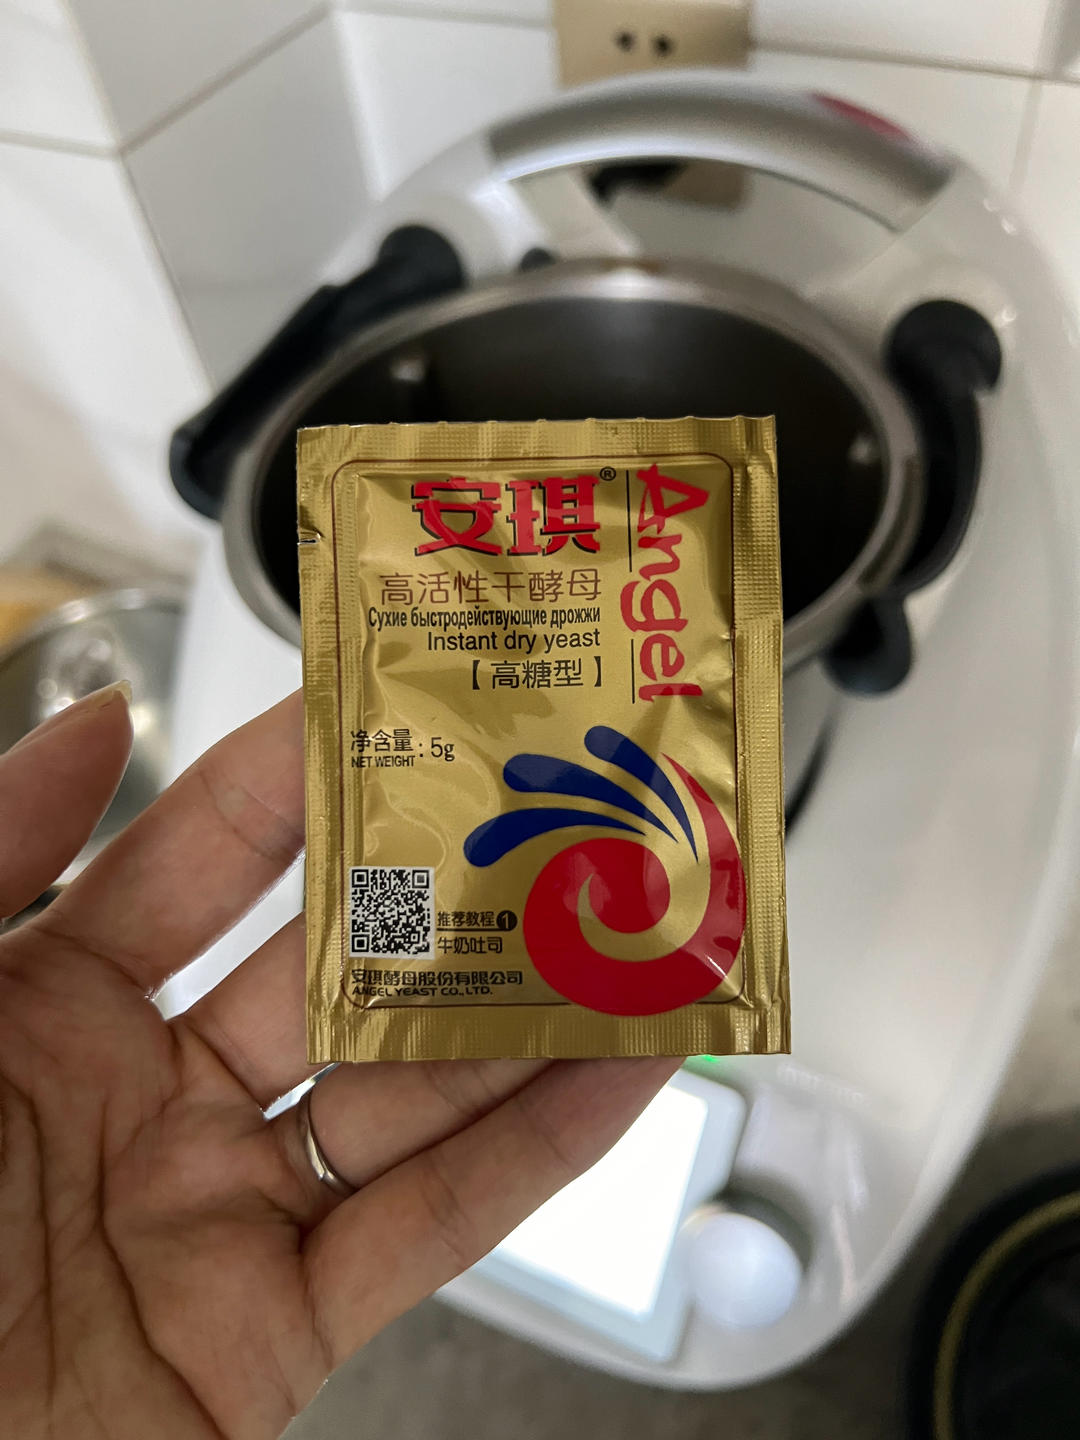 安琪®
Angel
高活性干酵母
Сухие быстродействующие дрожжи
Instant dry yeast
【高糖型】
净含量:5g
NET WEIGHT
推荐教程1
牛奶吐司
安琪酵母股份有限公司
ANGEL YEAST CO.,LTD.